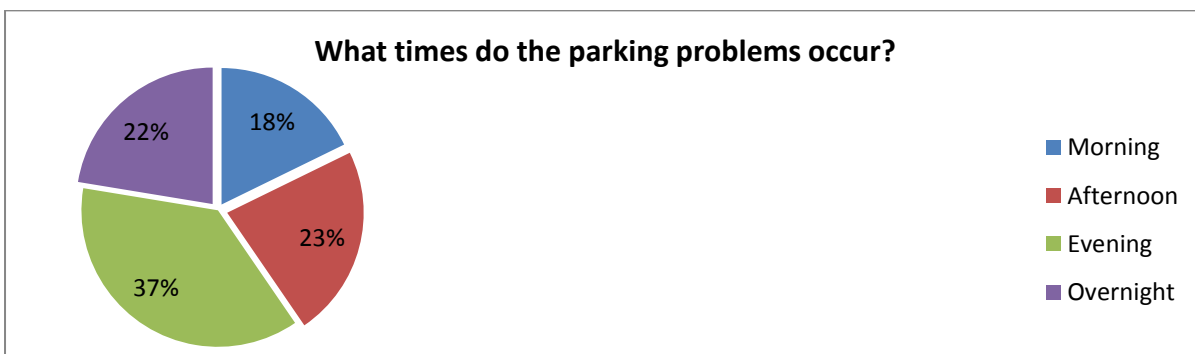 What times do the parking problems occur?
18%
22%
23%
37%
Morning
Afternoon
Evening
Overnight